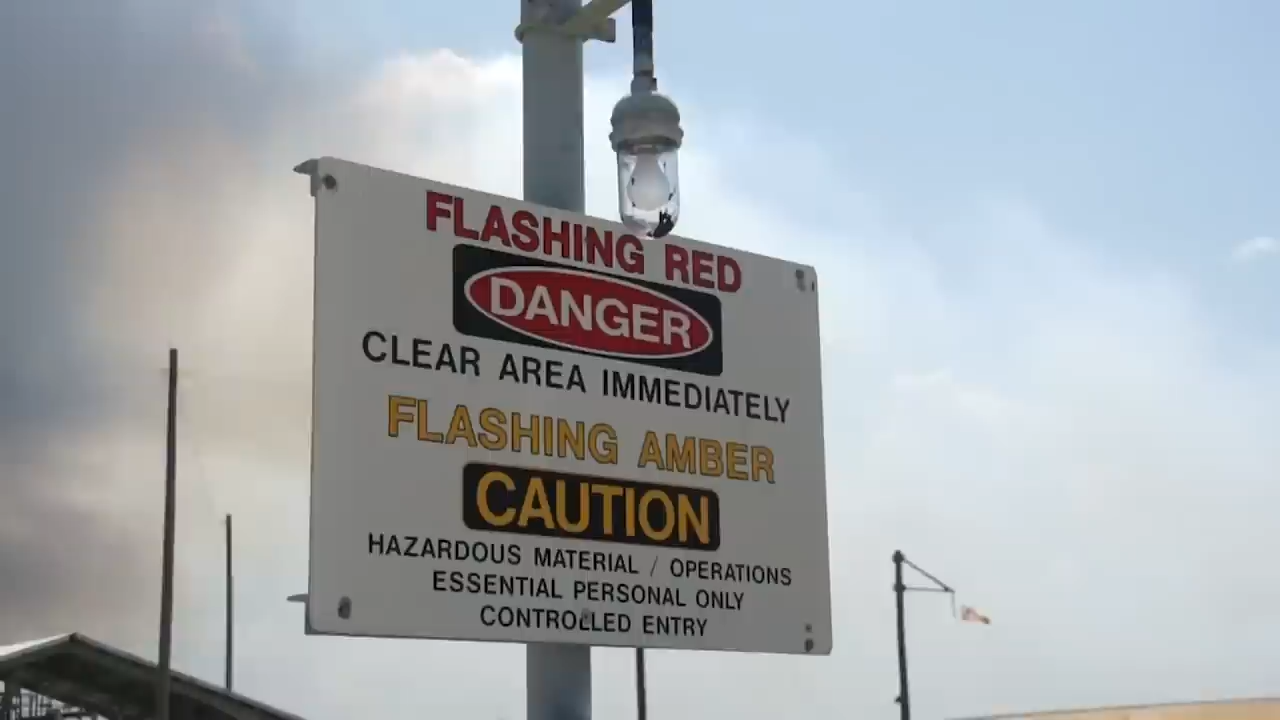 FLASHING RED
DANGER
CLEAR AREA IMMEDIATELY
FLASHING AMBER
CAUTION
HAZARDOUS MATERIAL / OPERATIONS
ESSENTIAL PERSONAL ONLY
CONTROLLED ENTRY